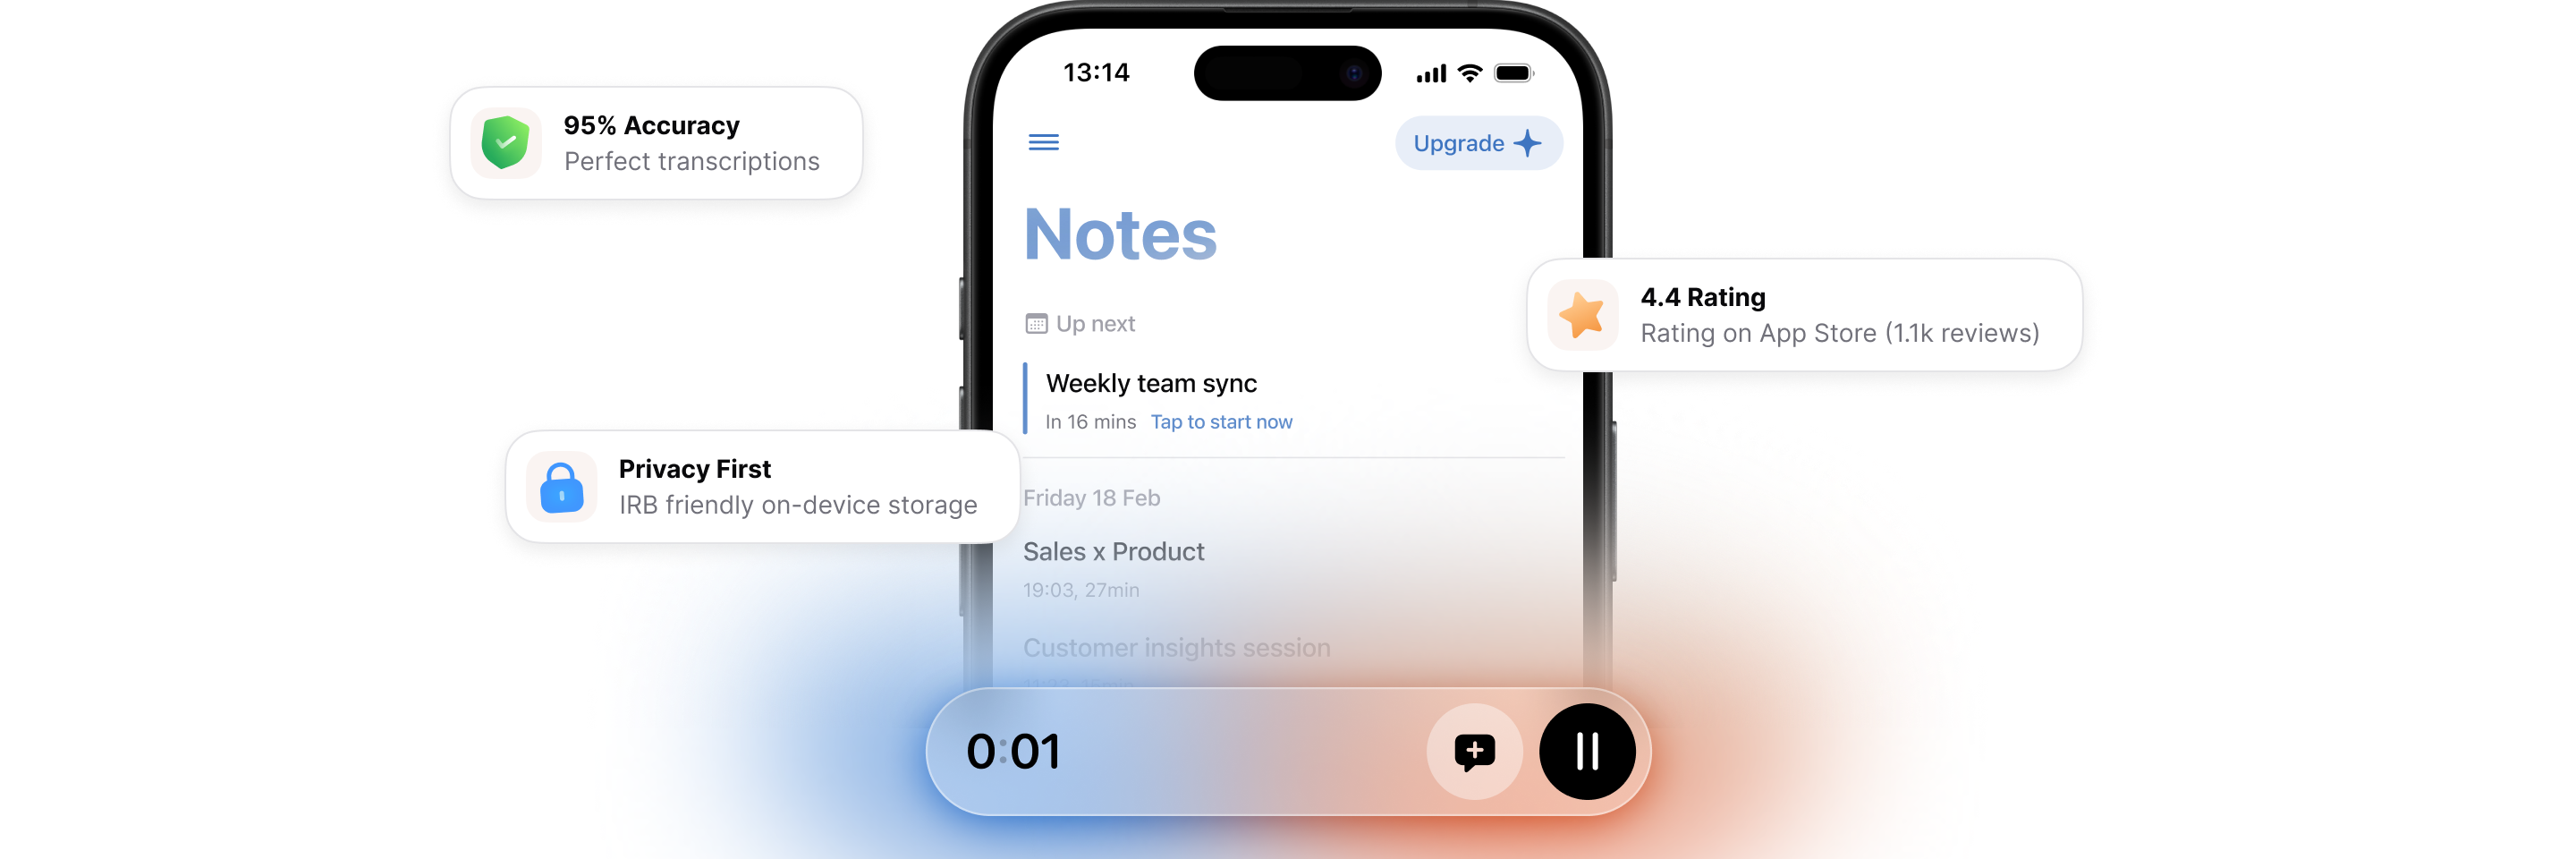 13:14
95% Accuracy
Perfect transcriptions
Upgrade
Notes
4.4 Rating
Rating on App Store (1.1k reviews)
Up next
Weekly team sync
In 16 mins Tap to start now
Privacy First
IRB friendly on-device storage
Friday 18 Feb
Sales x Product
19:03, 27min
Customer insights session
0:01